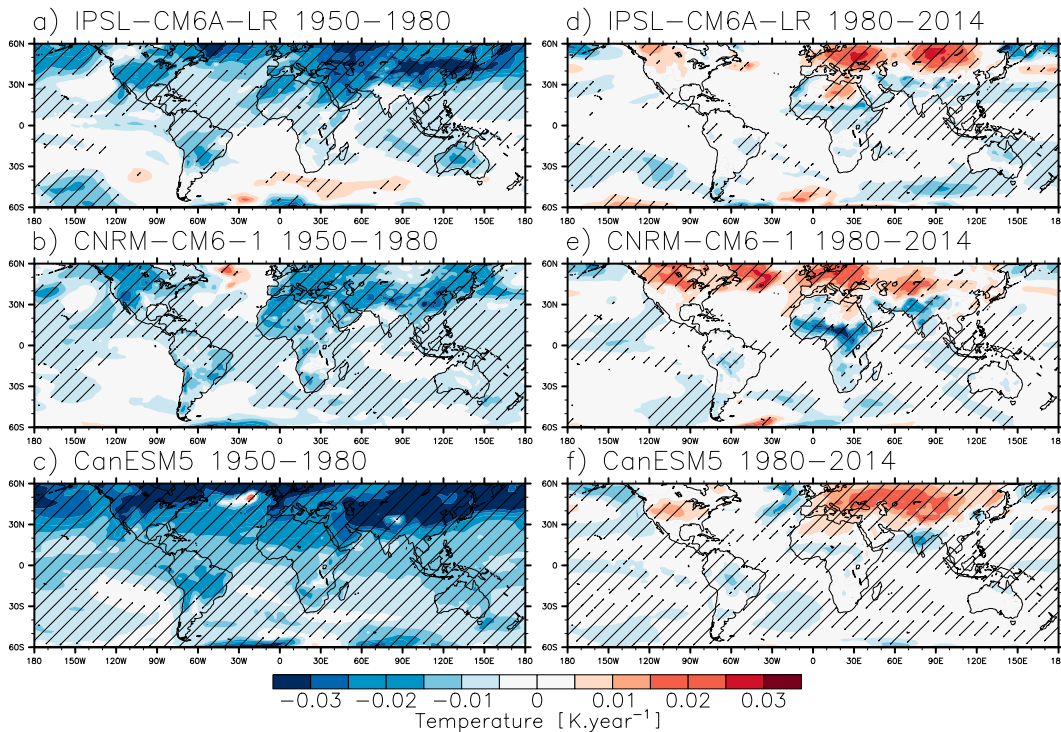 a) IPSL-CM6A-LR 1950-1980
60N
30N
0
30S
60S
180 150W 120W 90W 60W 30W 0 30E 60E 90E 120E 150E 180
d) IPSL-CM6A-LR 1980-2014
60N
30N
0
30S
60S
180 150W 120W 90W 60W 30W 0 30E 60E 90E 120E 150E 180
b) CNRM-CM6-1 1950-1980
60N
30N
0
30S
60S
180 150W 120W 90W 60W 30W 0 30E 60E 90E 120E 150E 180
e) CNRM-CM6-1 1980-2014
60N
30N
0
30S
60S
180 150W 120W 90W 60W 30W 0 30E 60E 90E 120E 150E 180
c) CanESM5 1950-1980
60N
30N
0
30S
60S
180 150W 120W 90W 60W 30W 0 30E 60E 90E 120E 150E 180
f) CanESM5 1980-2014
60N
30N
0
30S
60S
180 150W 120W 90W 60W 30W 0 30E 60E 90E 120E 150E 180
-0.03 -0.02 -0.01 0 0.01 0.02 0.03
Temperature [K.year⁻¹]